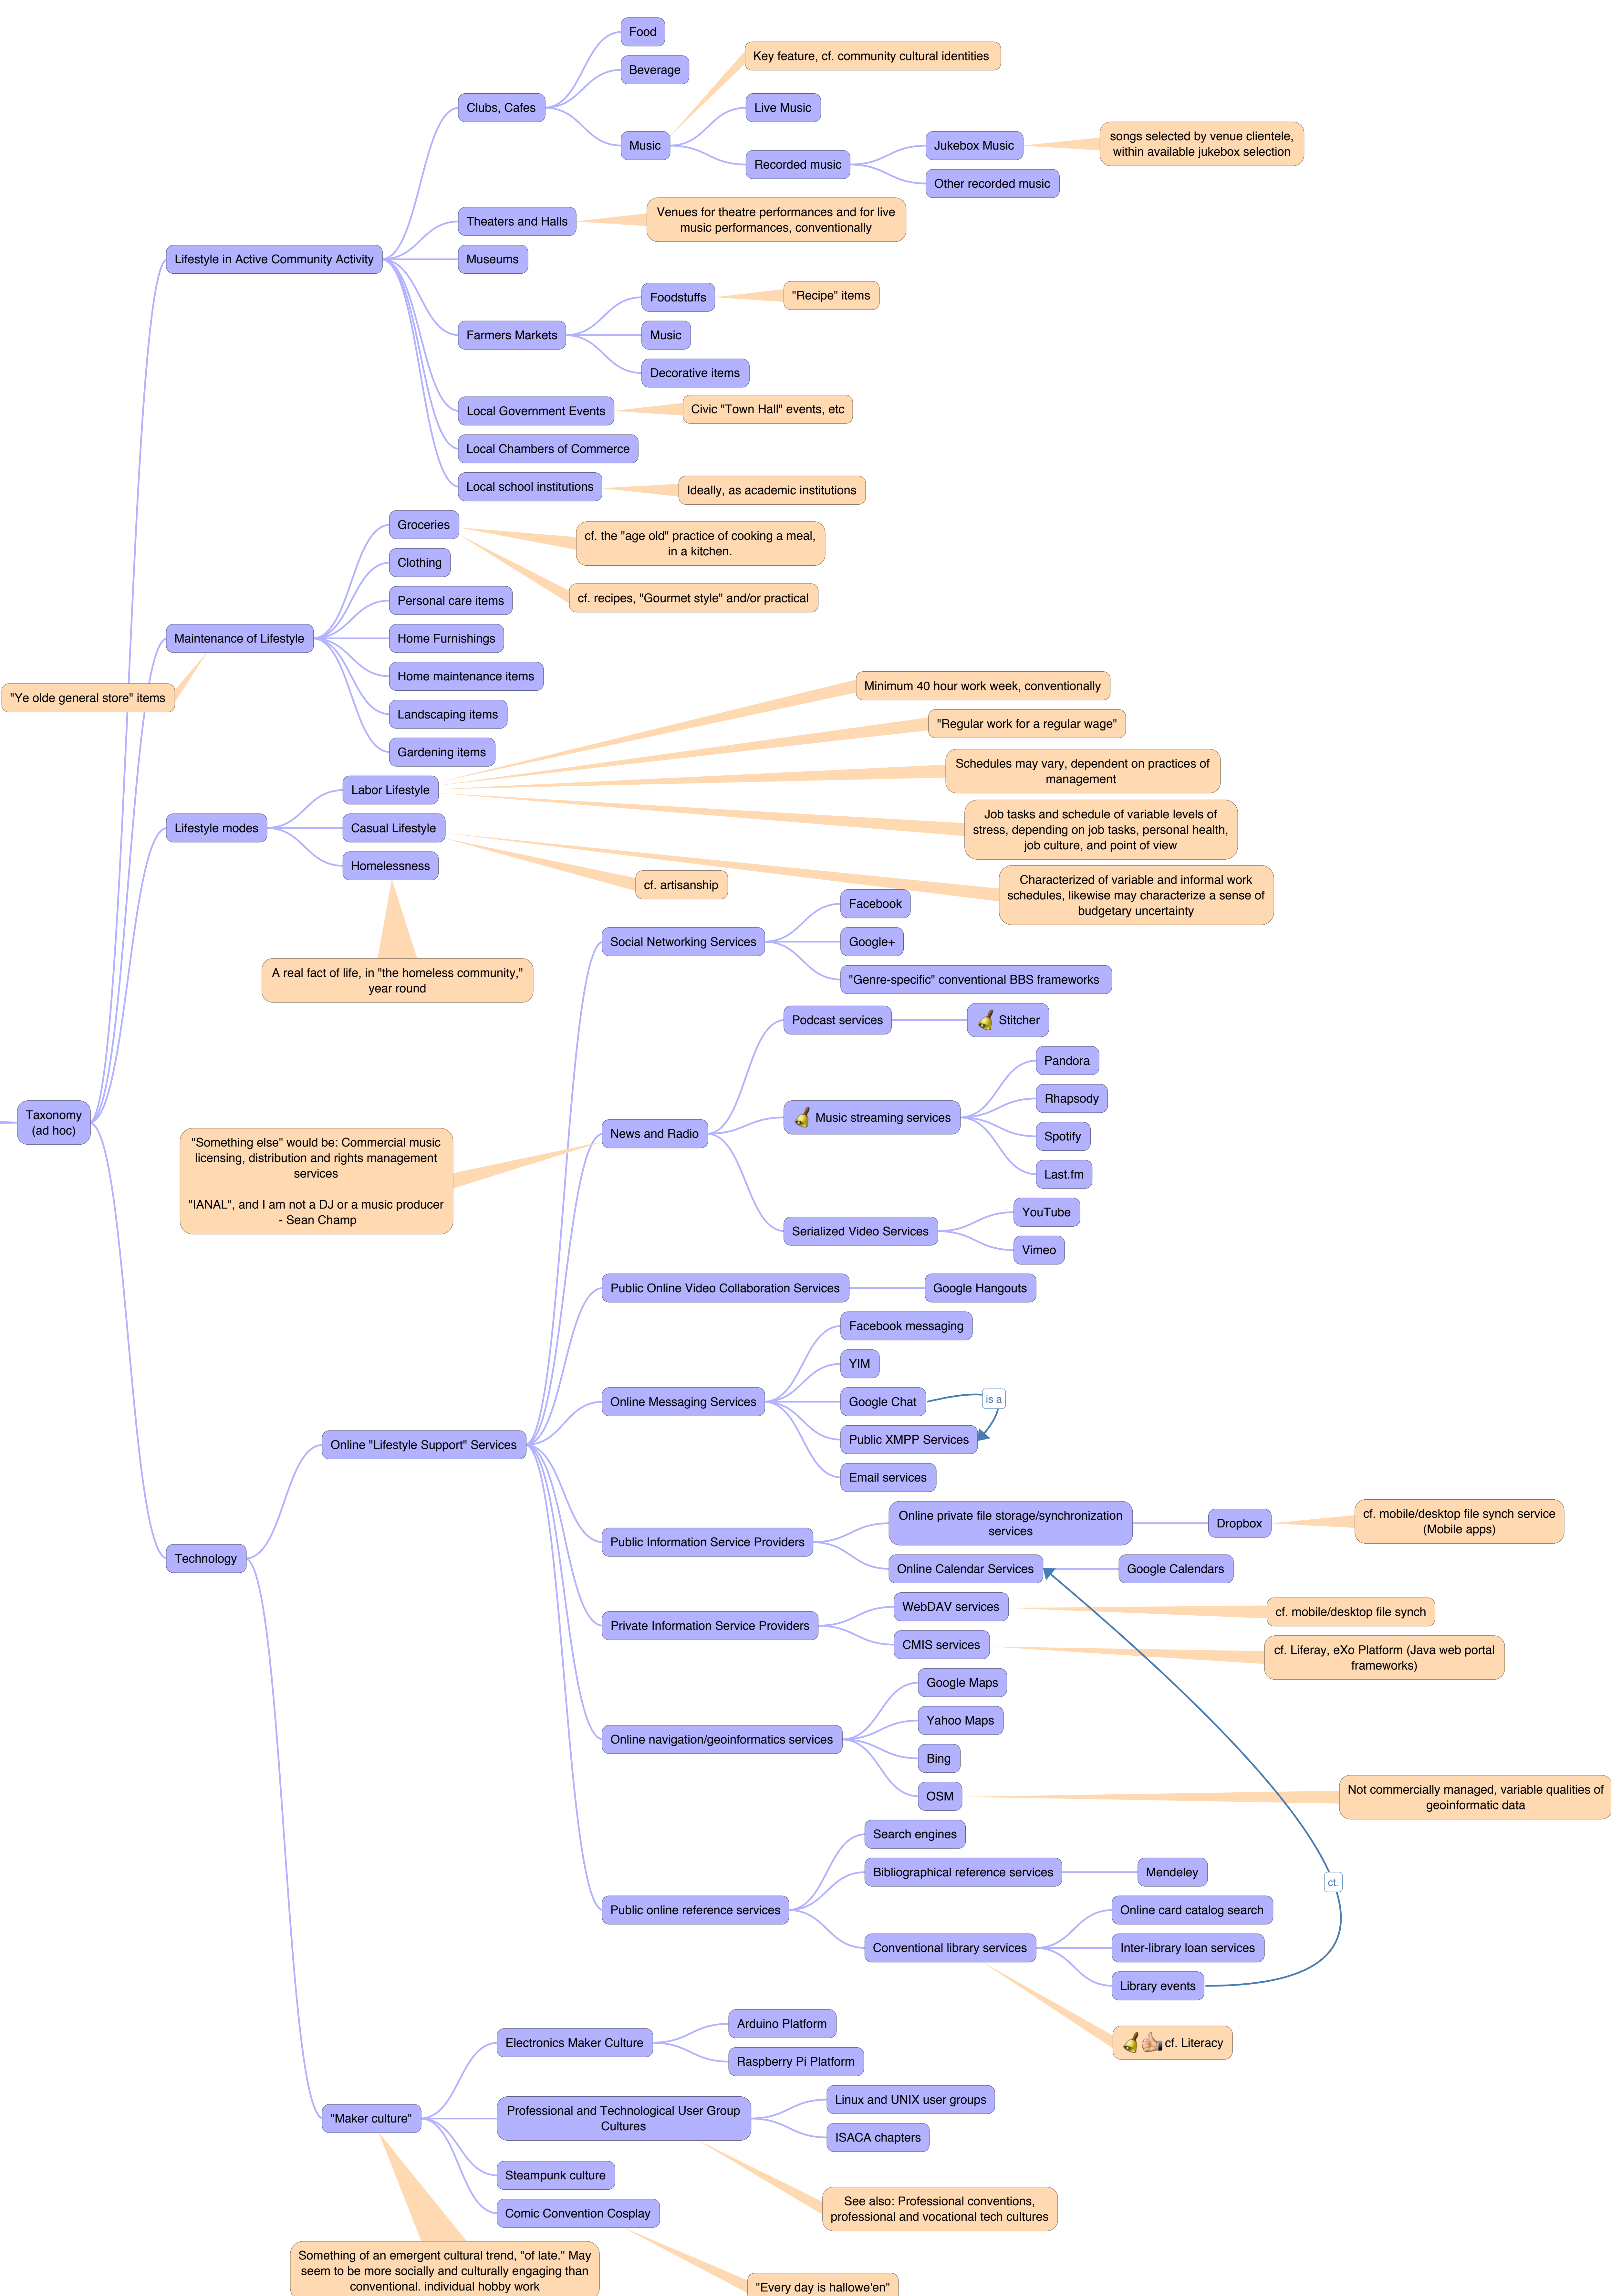 Food
Key feature, cf. community cultural identities
Beverage
Clubs, Cafes
Live Music
Music
Jukebox Music
songs selected by venue clientele,
within available jukebox selection
Recorded music
Other recorded music
Theaters and Halls
Venues for theatre performances and for live
music performances, conventionally
Lifestyle in Active Community Activity
Museums
Foodstuffs
"Recipe" items
Farmers Markets
Music
Decorative items
Local Government Events
Civic "Town Hall" events, etc
Local Chambers of Commerce
Local school institutions
Ideally, as academic institutions
Groceries
cf. the "age old" practice of cooking a meal,
in a kitchen.
Clothing
Personal care items
cf. recipes, "Gourmet style" and/or practical
Maintenance of Lifestyle
Home Furnishings
Home maintenance items
"Ye olde general store" items
Landscaping items
Gardening items
Minimum 40 hour work week, conventionally
"Regular work for a regular wage"
Schedules may vary, dependent on practices of
management
Labor Lifestyle
Lifestyle modes
Casual Lifestyle
Job tasks and schedule of variable levels of
stress, depending on job tasks, personal health,
job culture, and point of view
Homelessness
cf. artisanship
Characterized of variable and informal work
schedules, likewise may characterize a sense of
budgetary uncertainty
A real fact of life, in "the homeless community,"
year round
Facebook
Social Networking Services
Google+
"Genre-specific" conventional BBS frameworks
Podcast services
Stitcher
Pandora
Rhapsody
Music streaming services
Spotify
Last.fm
Taxonomy
(ad hoc)
News and Radio
"Something else" would be: Commercial music
licensing, distribution and rights management
services
"IANAL", and I am not a DJ or a music producer
- Sean Champ
YouTube
Serialized Video Services
Vimeo
Public Online Video Collaboration Services
Google Hangouts
Facebook messaging
YIM
Online Messaging Services
Google Chat
is a
Public XMPP Services
Email services
Online "Lifestyle Support" Services
Online private file storage/synchronization
services
Dropbox
cf. mobile/desktop file synch service
(Mobile apps)
Public Information Service Providers
Online Calendar Services
Google Calendars
Technology
WebDAV services
cf. mobile/desktop file synch
Private Information Service Providers
CMIS services
cf. Liferay, eXo Platform (Java web portal
frameworks)
Google Maps
Yahoo Maps
Online navigation/geoinformatics services
Bing
OSM
Not commercially managed, variable qualities of
geoinformatic data
Search engines
Bibliographical reference services
Mendeley
ct.
Public online reference services
Online card catalog search
Conventional library services
Inter-library loan services
Library events
cf. Literacy
Arduino Platform
Electronics Maker Culture
Raspberry Pi Platform
Linux and UNIX user groups
"Maker culture"
Professional and Technological User Group
Cultures
ISACA chapters
Steampunk culture
See also: Professional conventions,
professional and vocational tech cultures
Comic Convention Cosplay
Something of an emergent cultural trend, "of late." May
seem to be more socially and culturally engaging than
conventional. individual hobby work
"Every day is hallowe'en"